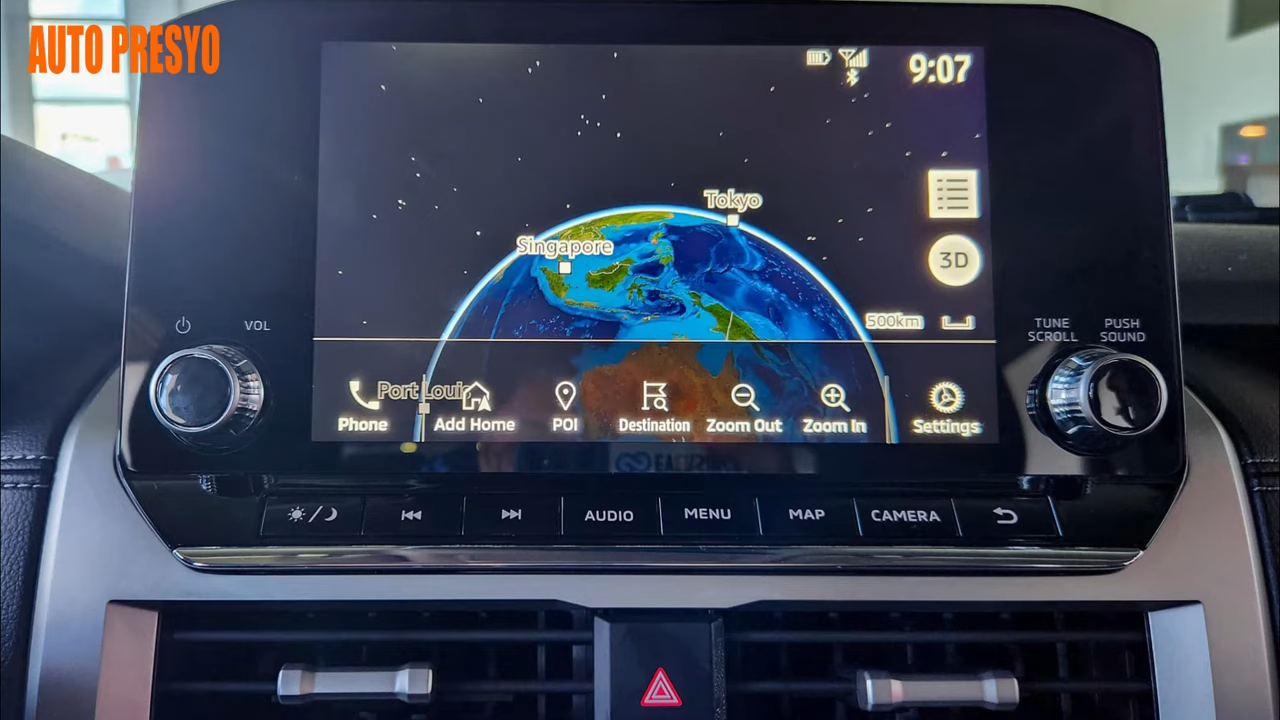 AUTO PRESYO
9:07
Tokyo
Singapore
3D
500km
VOL
TUNE
SCROLL
PUSH
SOUND
Port Louis
Phone
Add Home
POI
Destination
Zoom Out
Zoom In
Settings
AUDIO
MENU
MAP
CAMERA